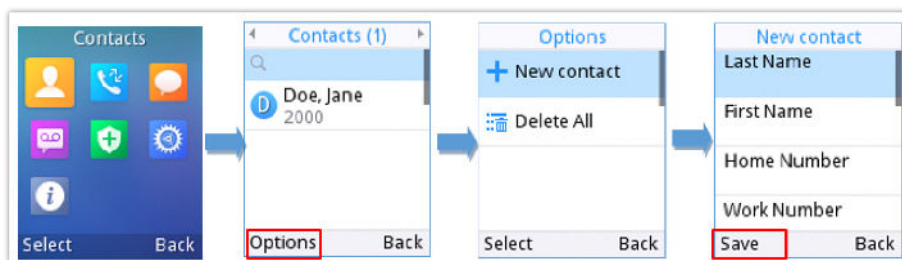 Contacts
Select Back
Contacts (1)
D Doe, Jane
2000
Options Back
Options
New contact
Delete All
Select Back
New contact
Last Name
First Name
Home Number
Work Number
Save Back